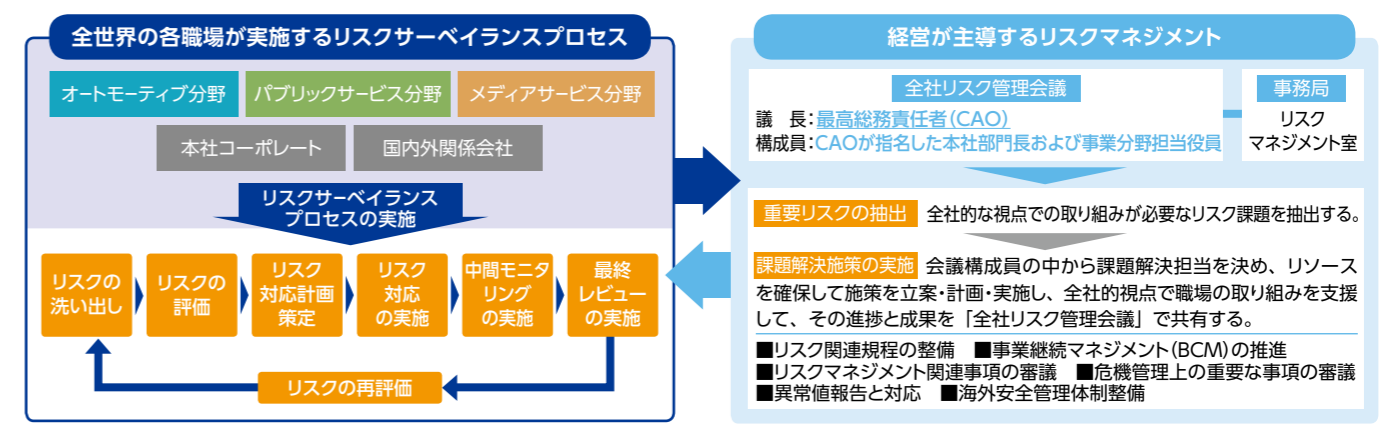 全世界の各職場が実施するリスクサーベイランスプロセス
オートモーティブ分野
パブリックサービス分野
メディアサービス分野
本社コーポレート
国内外関係会社
リスクサーベイランス
プロセスの実施
リスクの
洗い出し
リスクの
評価
リスク
対応計画
策定
リスク
対応
の実施
中間モニタ
リング
の実施
最終
レビュー
の実施
リスクの再評価
経営が主導するリスクマネジメント
全社リスク管理会議
議　長：最高総務責任者（CAO）
構成員：CAOが指名した本社部門長および事業分野担当役員
事務局
リスク
マネジメント室
重要リスクの抽出　全社的な視点での取り組みが必要なリスク課題を抽出する。
課題解決施策の実施　会議構成員の中から課題解決担当を決め、リソース
を確保して施策を立案・計画・実施し、全社的視点で職場の取り組みを支援
して、その進捗と成果を「全社リスク管理会議」で共有する。
■リスク関連規程の整備　■事業継続マネジメント（BCM）の推進
■リスクマネジメント関連事項の審議　■危機管理上の重要な事項の審議
■異常値報告と対応　■海外安全管理体制整備